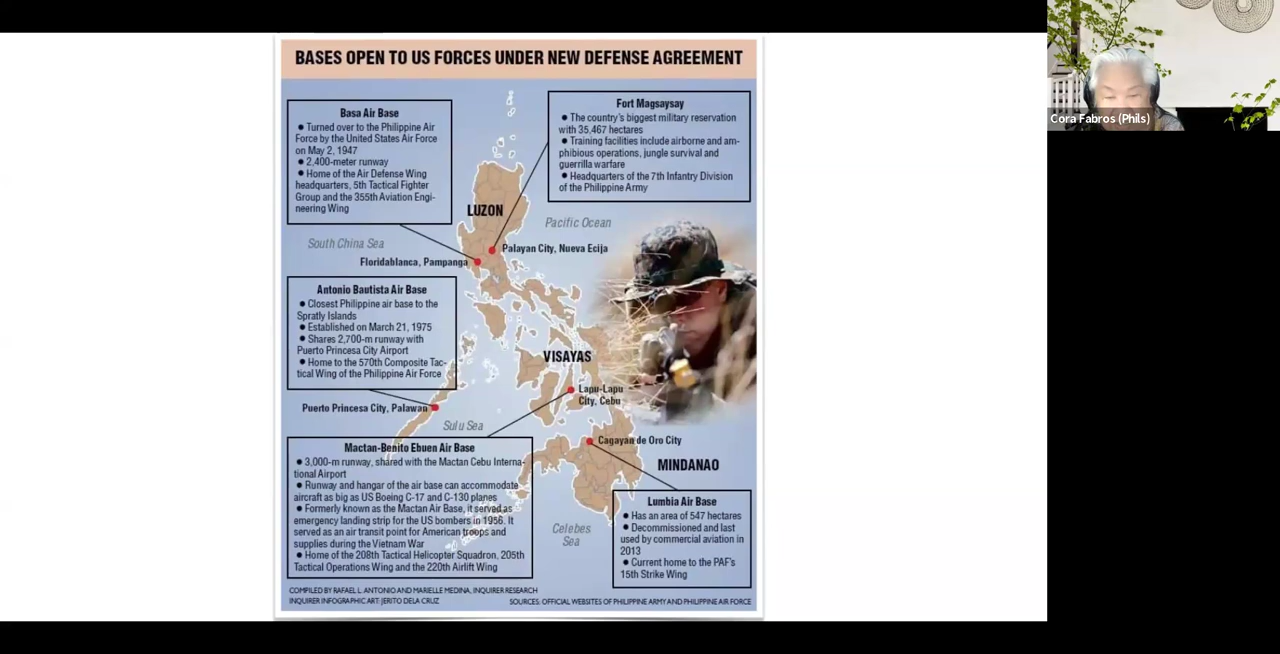 BASES OPEN TO US FORCES UNDER NEW DEFENSE AGREEMENT
Basa Air Base
● Turned over to the Philippine Air
Force by the United States Air Force
on May 2, 1947
● 2,400-meter runway
● Home of the Air Defense Wing
headquarters, 5th Tactical Fighter
Group and the 355th Aviation Engi-
neering Wing
Fort Magsaysay
● The country's biggest military reservation
with 35,467 hectares
● Training facilities include airborne and am-
phibious operations, jungle survival and
guerrilla warfare
● Headquarters of the 7th Infantry Division
of the Philippine Army
LUZON
Pacific Ocean
South China Sea
Palayan City, Nueva Ecija
Floridablanca, Pampanga
Antonio Bautista Air Base
● Closest Philippine air base to the
Spratly Islands
● Established on March 21, 1975
● Shares 2,700-m runway with
Puerto Princesa City Airport
● Home to the 570th Composite Tac-
tical Wing of the Philippine Air Force
VISAYAS
Lapu-Lapu
City, Cebu
Puerto Princesa City, Palawan
Sulu Sea
Cagayan de Oro City
MINDANAO
Mactan-Benito Ebuen Air Base
● 3,000-m runway, shared with the Mactan Cebu Interna-
tional Airport
● Runway and hangar of the air base can accommodate
aircraft as big as US Boeing C-17 and C-130 planes
● Formerly known as the Mactan Air Base, it served as
emergency landing strip for the US bombers in 1956. It
served as an air transit point for American troops and
supplies during the Vietnam War
● Home of the 208th Tactical Helicopter Squadron, 205th
Tactical Operations Wing and the 220th Airlift Wing
Celebes
Sea
Lumbia Air Base
● Has an area of 547 hectares
● Decommissioned and last
used by commercial aviation in
2013
● Current home to the PAF's
15th Strike Wing
COMPILED BY RAFAEL L. ANTONIO AND MARIELLE MEDINA, INQUIRER RESEARCH
INQUIRER INFOGRAPHIC ART: JERITO DELA CRUZ
SOURCES: OFFICIAL WEBSITES OF PHILIPPINE ARMY AND PHILIPPINE AIR FORCE
Cora Fabros (Phils)